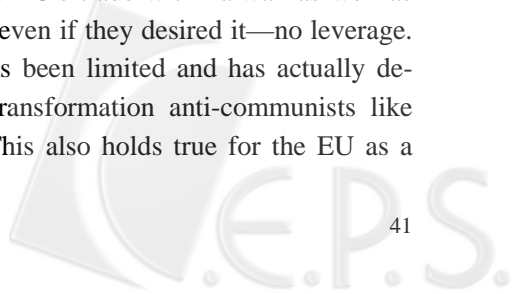 even if they desired it—no leverage.
s been limited and has actually de-
ransformation anti-communists like
his also holds true for the EU as a
41
C.E.P.S.